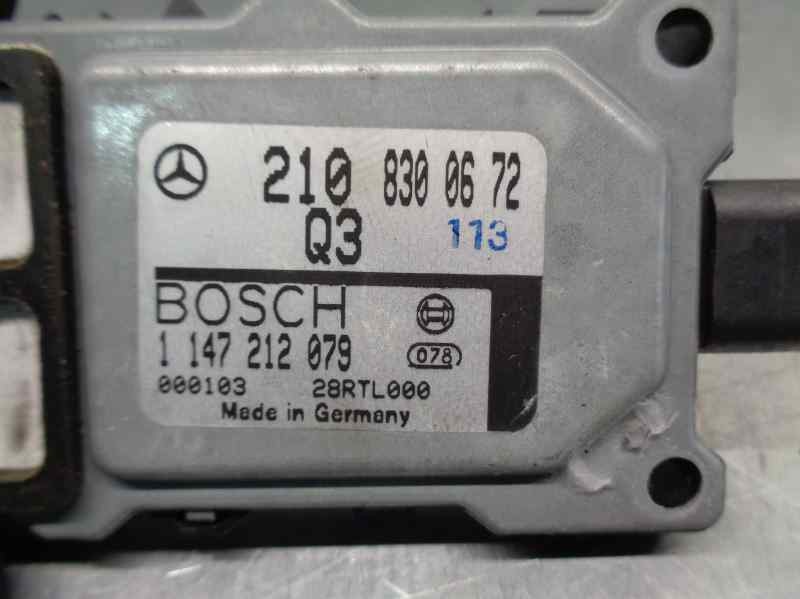 210 830 06 72
Q3 113
BOSCH
1 147 212 079 078
000103 28RTL000
Made in Germany